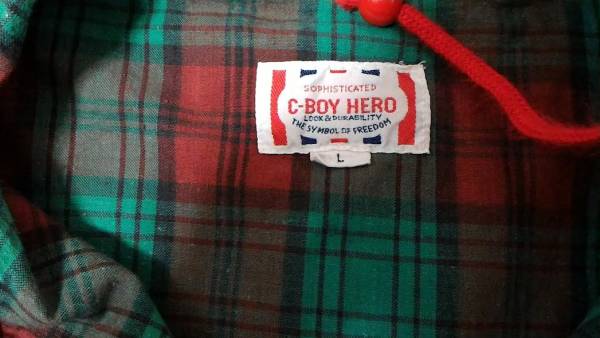 SOPHISTICATED
C-BOY HERO
LOOK & DURABILITY
THE SYMBOL OF FREEDOM
L